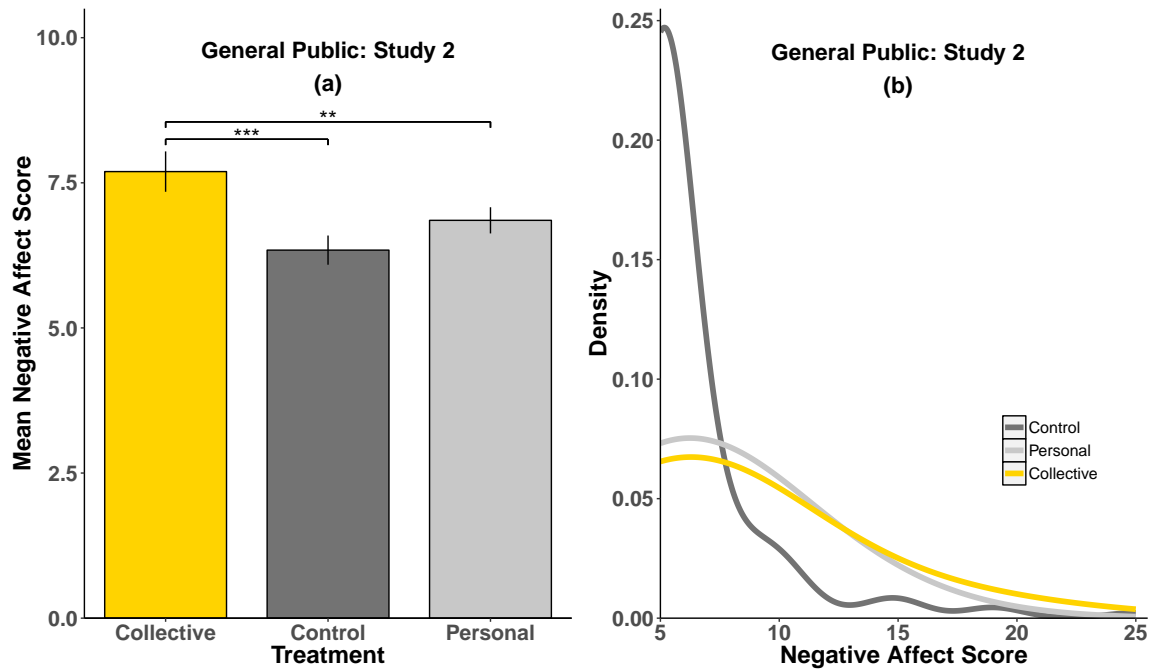 General Public: Study 2
(a)
**
***
10.0
7.5
5.0
2.5
0.0
Mean Negative Affect Score
Collective
Control
Personal
Treatment
General Public: Study 2
(b)
0.25
0.20
0.15
0.10
0.05
0.00
Density
Control
Personal
Collective
5
10
15
20
25
Negative Affect Score